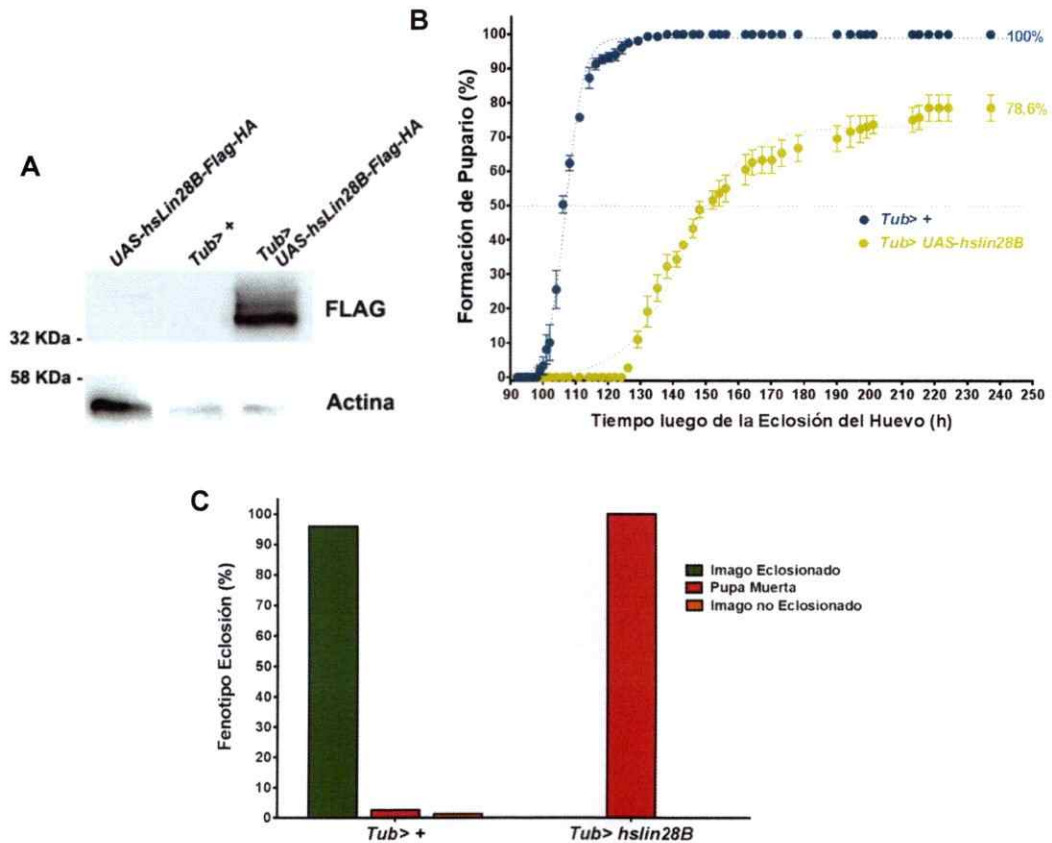 A
UAS-hsLin28B-Flag-HA
Tub> +
Tub>
UAS-hsLin28B-Flag-HA
FLAG
32 KDa -
58 KDa -
Actina
B
Formación de Pupario (%)
100
90
80
70
60
50
40
30
20
10
0
100%
78.6%
Tub> +
Tub> UAS-hslin28B
90 100 110 120 130 140 150 160 170 180 190 200 210 220 230 240 250
Tiempo luego de la Eclosión del Huevo (h)
C
Fenotipo Eclosión (%)
100
90
80
70
60
50
40
30
20
10
0
Imago Eclosionado
Pupa Muerta
Imago no Eclosionado
Tub> +
Tub> hslin28B